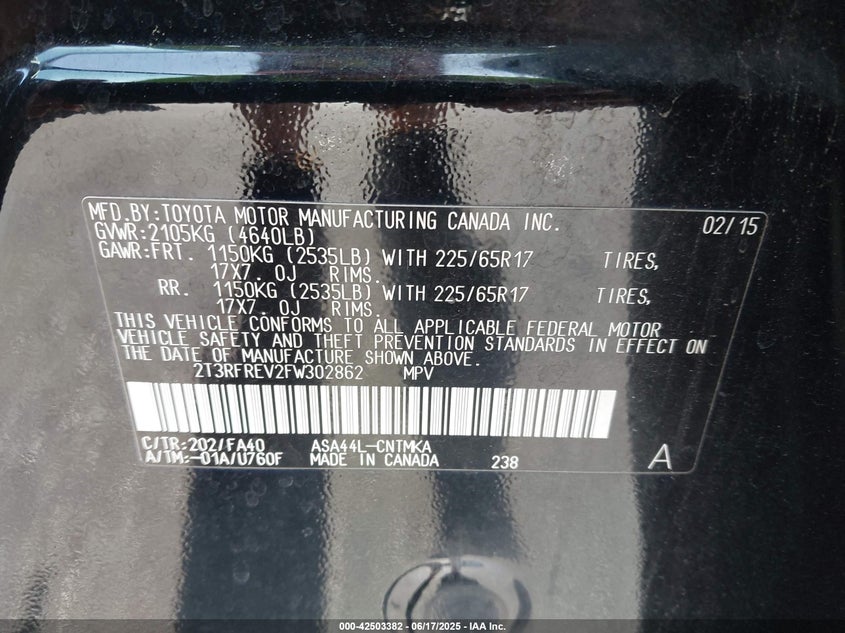 MFD.BY:TOYOTA MOTOR MANUFACTURING CANADA INC. 02/15
GVWR:2105KG (4640LB)
GAWR:FRT. 1150KG (2535LB) WITH 225/65R17 TIRES,
17X7.0J RIMS.
RR. 1150KG (2535LB) WITH 225/65R17 TIRES,
17X7.0J RIMS.
THIS VEHICLE CONFORMS TO ALL APPLICABLE FEDERAL MOTOR
VEHICLE SAFETY AND THEFT PREVENTION STANDARDS IN EFFECT ON
THE DATE OF MANUFACTURE SHOWN ABOVE.
2T3RFREV2FW302862 MPV
C/TR:202/FA40 ASA44L-CNTMKA
A/TM:-01A/U760F MADE IN CANADA 238 A
000-42503382 - 06/17/2025 - IAA Inc.